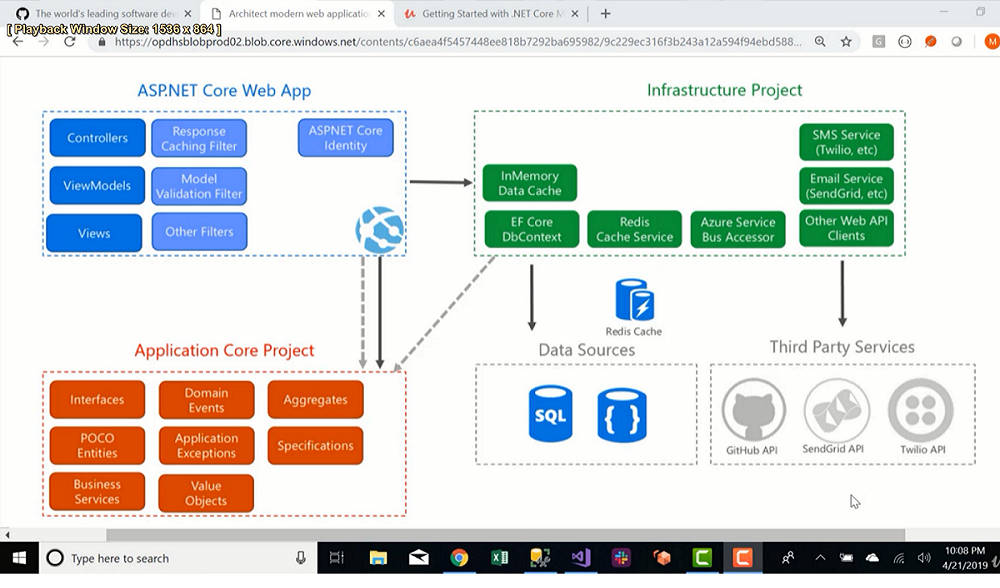 The world's leading software dev
Architect modern web application
Getting Started with .NET Core M
[ Playback Window Size: 1536 x 864 ]
https://opdhsblobprod02.blob.core.windows.net/contents/c6aea4f5457448ee818b7292ba695982/9c229ec316f3b243a12a594f94ebd588...
G
M
ASP.NET Core Web App
Infrastructure Project
Controllers
Response
Caching Filter
ASPNET Core
Identity
ViewModels
Model
Validation Filter
Views
Other Filters
SMS Service
(Twilio, etc)
InMemory
Data Cache
Email Service
(SendGrid, etc)
EF Core
DbContext
Redis
Cache Service
Azure Service
Bus Accessor
Other Web API
Clients
Redis Cache
Application Core Project
Data Sources
Third Party Services
Interfaces
Domain
Events
Aggregates
POCO
Entities
Application
Exceptions
Specifications
Business
Services
Value
Objects
SQL
{ }
GitHub API
SendGrid API
Twilio API
Type here to search
10:08 PM
4/21/2019